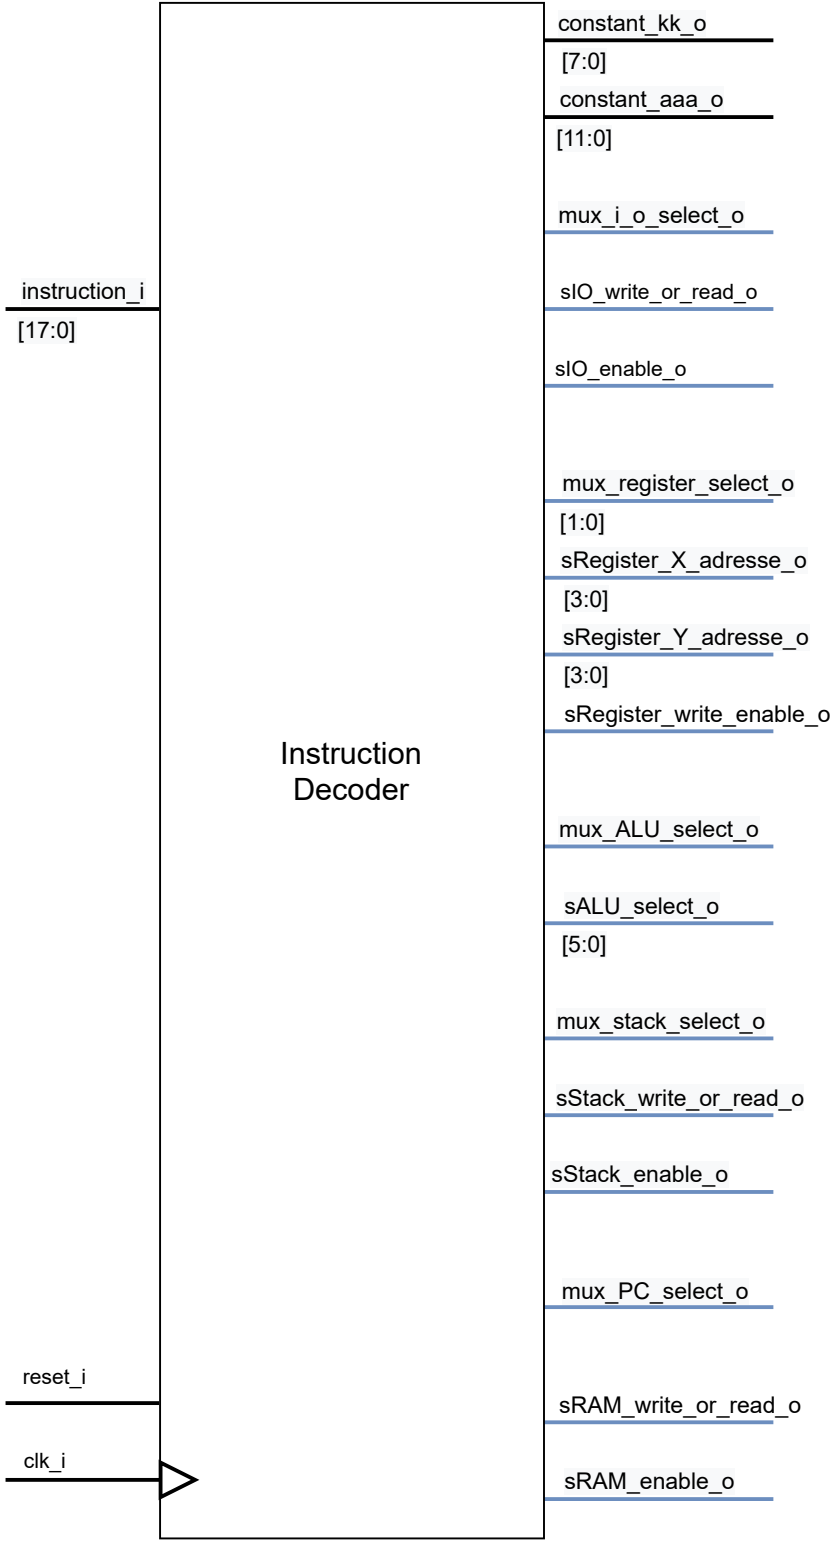 constant_kk_o
[7:0]
constant_aaa_o
[11:0]
mux_i_o_select_o
instruction_i
[17:0]
sIO_write_or_read_o
sIO_enable_o
mux_register_select_o
[1:0]
sRegister_X_adresse_o
[3:0]
sRegister_Y_adresse_o
[3:0]
sRegister_write_enable_o
Instruction
Decoder
mux_ALU_select_o
sALU_select_o
[5:0]
mux_stack_select_o
sStack_write_or_read_o
sStack_enable_o
mux_PC_select_o
reset_i
sRAM_write_or_read_o
clk_i
sRAM_enable_o